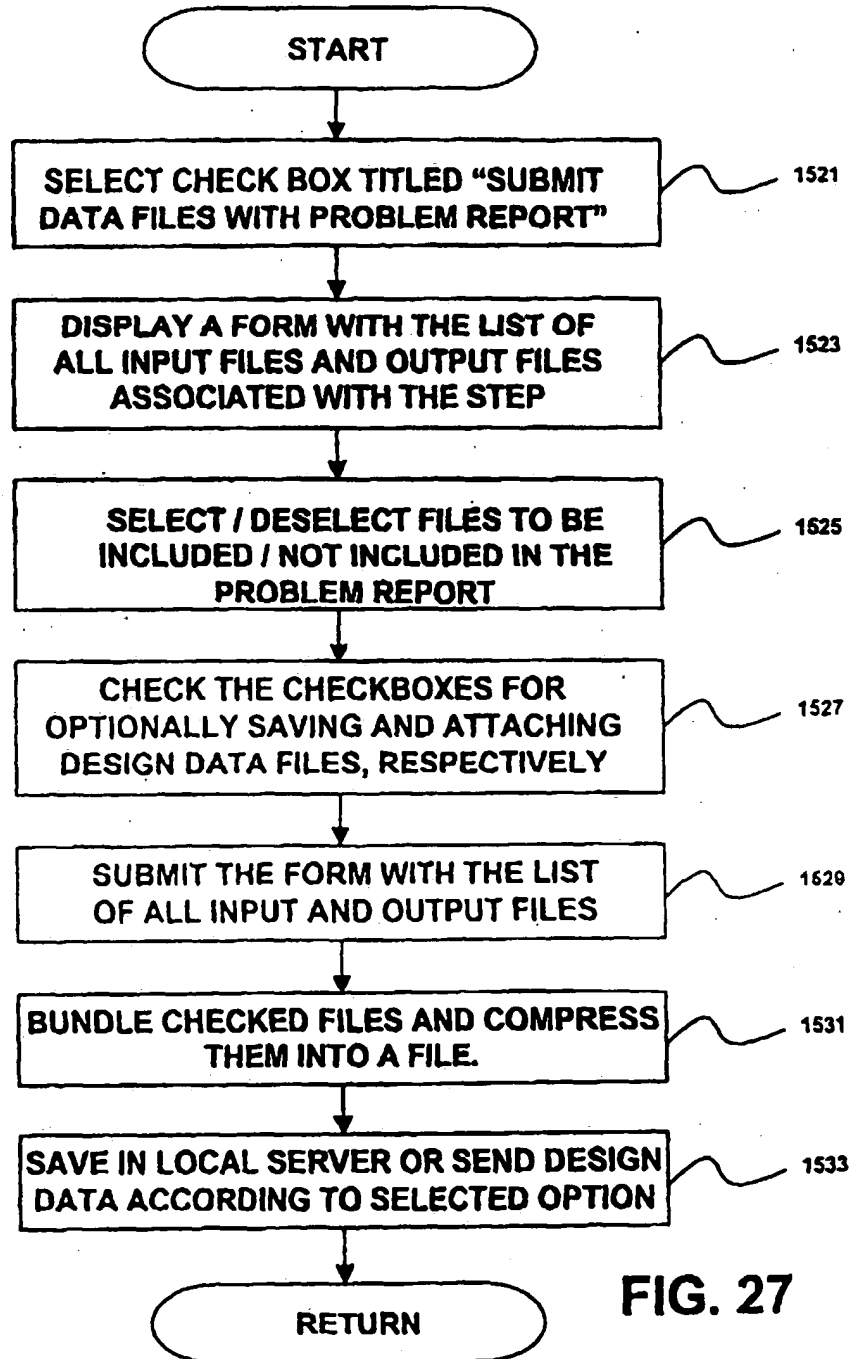 START
SELECT CHECK BOX TITLED “SUBMIT
DATA FILES WITH PROBLEM REPORT”
1521
DISPLAY A FORM WITH THE LIST OF
ALL INPUT FILES AND OUTPUT FILES
ASSOCIATED WITH THE STEP
1523
SELECT / DESELECT FILES TO BE
INCLUDED / NOT INCLUDED IN THE
PROBLEM REPORT
1525
CHECK THE CHECKBOXES FOR
OPTIONALLY SAVING AND ATTACHING
DESIGN DATA FILES, RESPECTIVELY
1527
SUBMIT THE FORM WITH THE LIST
OF ALL INPUT AND OUTPUT FILES
1529
BUNDLE CHECKED FILES AND COMPRESS
THEM INTO A FILE.
1531
SAVE IN LOCAL SERVER OR SEND DESIGN
DATA ACCORDING TO SELECTED OPTION
1533
RETURN
FIG. 27